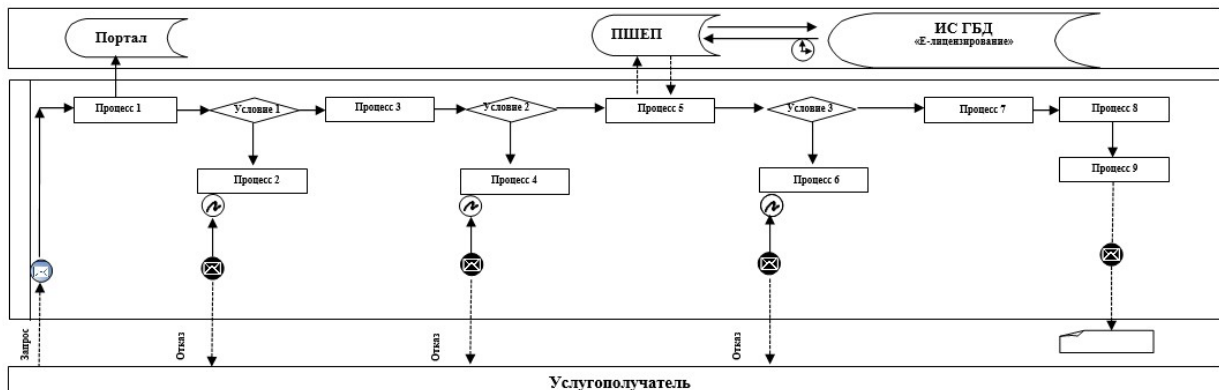 Портал
ПШЕП
ИС ГБД
«Е-лицензирование»
Процесс 1
Условие 1
Процесс 3
Условие 2
Процесс 5
Условие 3
Процесс 7
Процесс 8
Процесс 2
Процесс 4
Процесс 6
Процесс 9
Запрос
Отказ
Отказ
Отказ
Услугополучатель